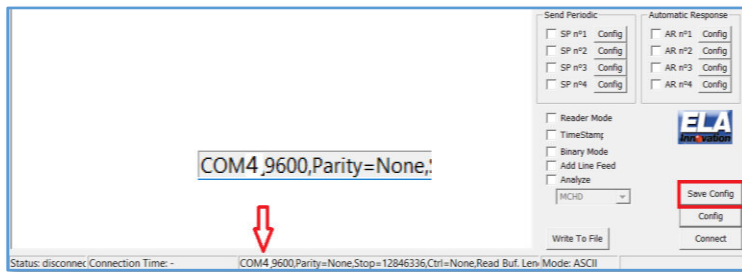 Send Periodic
SP nº1 Config
SP nº2 Config
SP nº3 Config
SP nº4 Config
Automatic Response
AR nº1 Config
AR nº2 Config
AR nº3 Config
AR nº4 Config
Reader Mode
TimeStamp
Binary Mode
Add Line Feed
Analyze
MCHD
ELA
Innovation
Save Config
Config
Write To File
Connect
COM4,9600,Parity=None,
Status: disconnec
Connection Time: -
COM4,9600,Parity=None,Stop=12846336,Ctrl=None,Read Buf. Len
Mode: ASCII